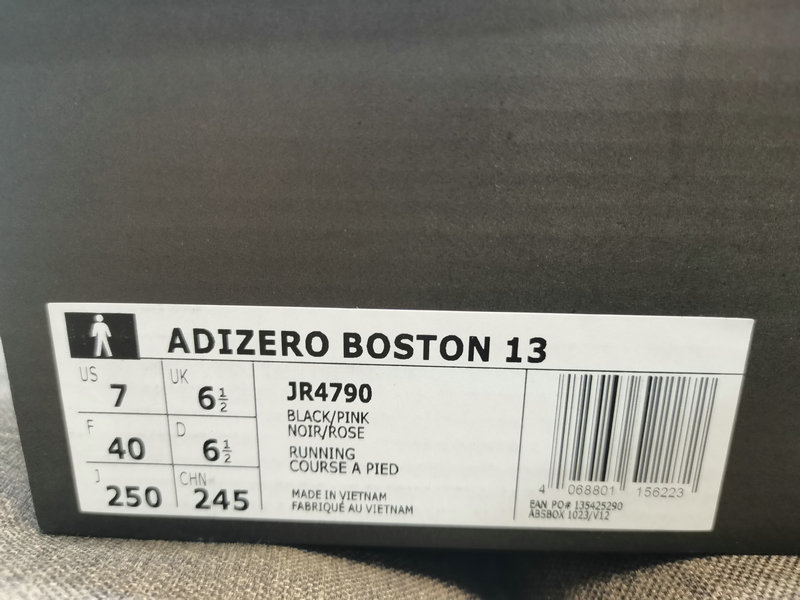 ADIZERO BOSTON 13
US 7 UK 6½
F 40 D 6½
J 250 CHN 245
JR4790
BLACK/PINK
NOIR/ROSE
RUNNING
COURSE A PIED
MADE IN VIETNAM
FABRIQUÉ AU VIETNAM
4 068801 156223
EAN PO# 135425290
ABSBOX 1023/V12